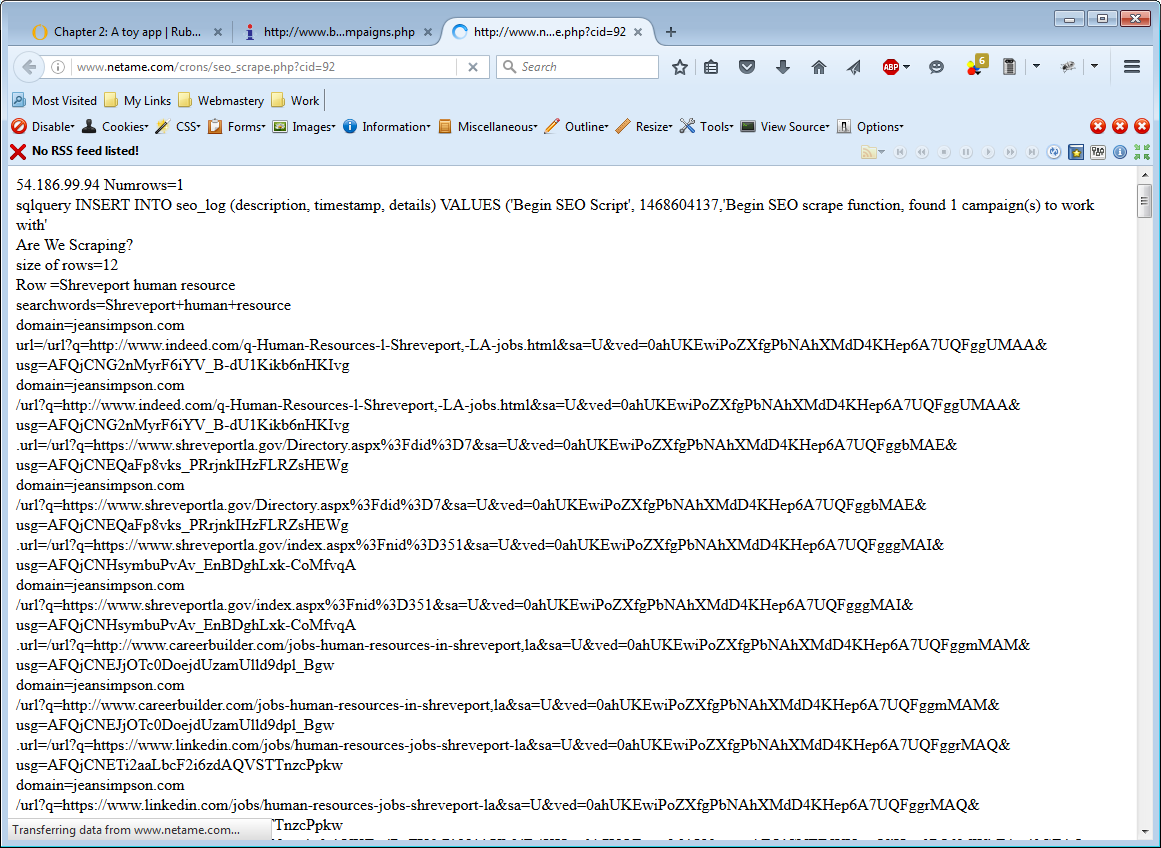 Chapter 2: A toy app | Rub...
http://www.b...mpaigns.php
http://www.n...e.php?cid=92
www.netame.com/crons/seo_scrape.php?cid=92
Search
ABP
6
Most Visited
My Links
Webmastery
Work
Disable
Cookies
CSS
Forms
Images
Information
Miscellaneous
Outline
Resize
Tools
View Source
Options
No RSS feed listed!
54.186.99.94 Numrows=1
sqlquery INSERT INTO seo_log (description, timestamp, details) VALUES ('Begin SEO Script', 1468604137,'Begin SEO scrape function, found 1 campaign(s) to work
with'
Are We Scraping?
size of rows=12
Row =Shreveport human resource
searchwords=Shreveport+human+resource
domain=jeansimpson.com
url=/url?q=http://www.indeed.com/q-Human-Resources-l-Shreveport,-LA-jobs.html&sa=U&ved=0ahUKEwiPoZXfgPbNAhXMdD4KHep6A7UQFggUMAA&
usg=AFQjCNG2nMyrF6iYV_B-dU1Kikb6nHKIvg
domain=jeansimpson.com
/url?q=http://www.indeed.com/q-Human-Resources-l-Shreveport,-LA-jobs.html&sa=U&ved=0ahUKEwiPoZXfgPbNAhXMdD4KHep6A7UQFggUMAA&
usg=AFQjCNG2nMyrF6iYV_B-dU1Kikb6nHKIvg
.url=/url?q=https://www.shreveportla.gov/Directory.aspx%3Fdid%3D7&sa=U&ved=0ahUKEwiPoZXfgPbNAhXMdD4KHep6A7UQFggbMAE&
usg=AFQjCNEQaFp8vks_PRrjnkIHzFLRZsHEWg
domain=jeansimpson.com
/url?q=https://www.shreveportla.gov/Directory.aspx%3Fdid%3D7&sa=U&ved=0ahUKEwiPoZXfgPbNAhXMdD4KHep6A7UQFggbMAE&
usg=AFQjCNEQaFp8vks_PRrjnkIHzFLRZsHEWg
.url=/url?q=https://www.shreveportla.gov/index.aspx%3Fnid%3D351&sa=U&ved=0ahUKEwiPoZXfgPbNAhXMdD4KHep6A7UQFgggMAI&
usg=AFQjCNHsymbuPvAv_EnBDghLxk-CoMfvqA
domain=jeansimpson.com
/url?q=https://www.shreveportla.gov/index.aspx%3Fnid%3D351&sa=U&ved=0ahUKEwiPoZXfgPbNAhXMdD4KHep6A7UQFgggMAI&
usg=AFQjCNHsymbuPvAv_EnBDghLxk-CoMfvqA
.url=/url?q=http://www.careerbuilder.com/jobs-human-resources-in-shreveport,la&sa=U&ved=0ahUKEwiPoZXfgPbNAhXMdD4KHep6A7UQFggmMAM&
usg=AFQjCNEJjOTc0DoejdUzamUlld9dpl_Bgw
domain=jeansimpson.com
/url?q=http://www.careerbuilder.com/jobs-human-resources-in-shreveport,la&sa=U&ved=0ahUKEwiPoZXfgPbNAhXMdD4KHep6A7UQFggmMAM&
usg=AFQjCNEJjOTc0DoejdUzamUlld9dpl_Bgw
.url=/url?q=https://www.linkedin.com/jobs/human-resources-jobs-shreveport-la&sa=U&ved=0ahUKEwiPoZXfgPbNAhXMdD4KHep6A7UQFggrMAQ&
usg=AFQjCNETi2aaLbcF2i6zdAQVSTTnzcPpkw
domain=jeansimpson.com
/url?q=https://www.linkedin.com/jobs/human-resources-jobs-shreveport-la&sa=U&ved=0ahUKEwiPoZXfgPbNAhXMdD4KHep6A7UQFggrMAQ&
TTnzcPpkw
Transferring data from www.netame.com...